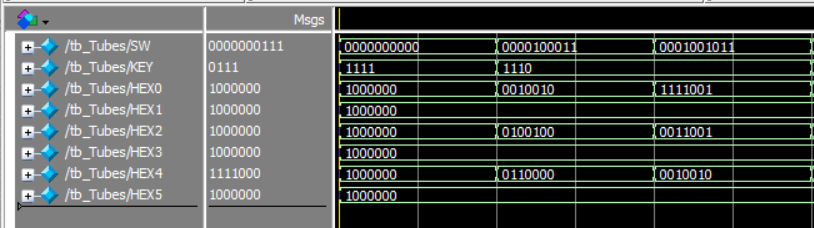 Msgs
/tb_Tubes/SW 0000000111 0000000000 0000100011 0001001011
/tb_Tubes/KEY 0111 1111 1110
/tb_Tubes/HEX0 1000000 1000000 0010010 1111001
/tb_Tubes/HEX1 1000000 1000000
/tb_Tubes/HEX2 1000000 1000000 0100100 0011001
/tb_Tubes/HEX3 1000000 1000000
/tb_Tubes/HEX4 1111000 1000000 0110000 0010010
/tb_Tubes/HEX5 1000000 1000000